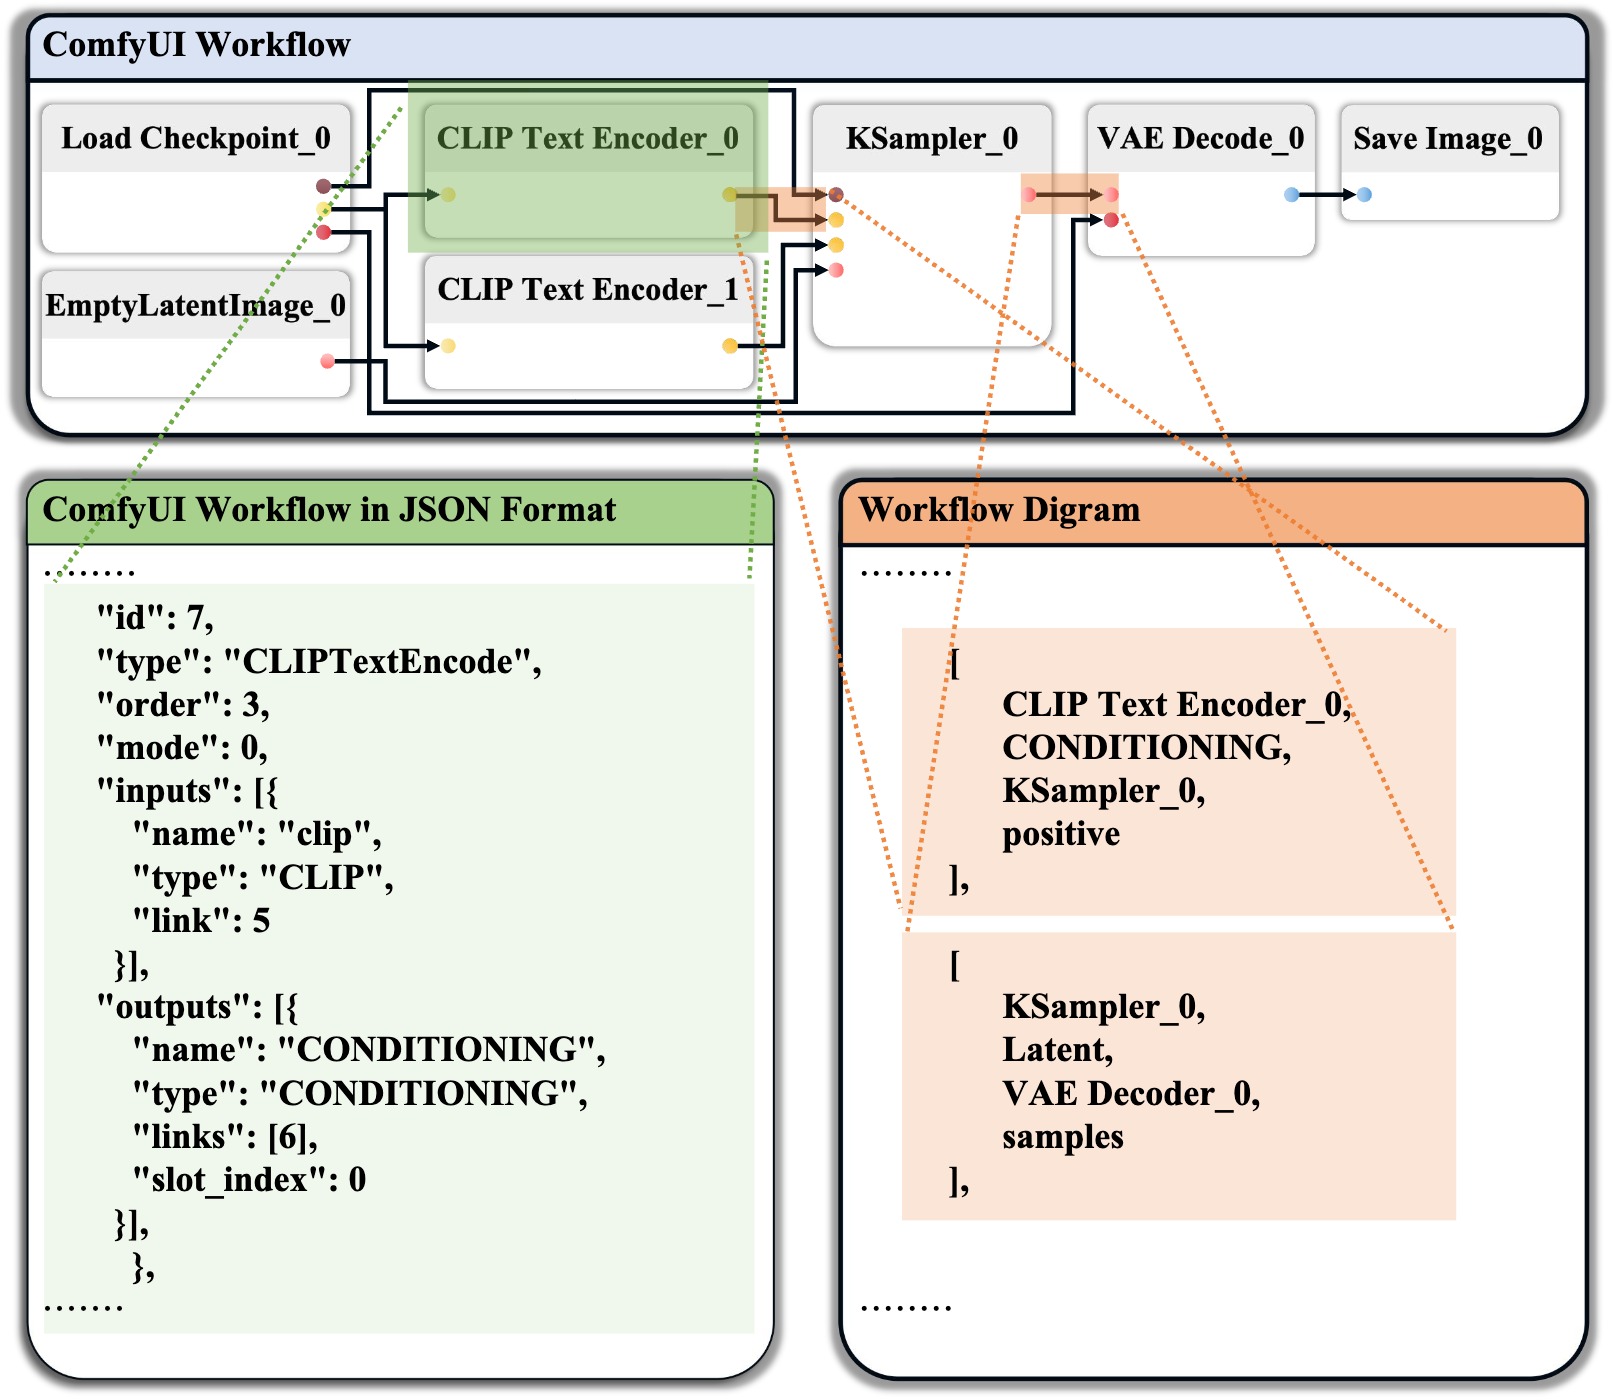 ComfyUI Workflow
Load Checkpoint_0
CLIP Text Encoder_0
KSampler_0
VAE Decode_0
Save Image_0
EmptyLatentImage_0
CLIP Text Encoder_1
ComfyUI Workflow in JSON Format
........
"id": 7,
"type": "CLIPTextEncode",
"order": 3,
"mode": 0,
"inputs": [{
"name": "clip",
"type": "CLIP",
"link": 5
}],
"outputs": [{
"name": "CONDITIONING",
"type": "CONDITIONING",
"links": [6],
"slot_index": 0
}],
},
.......
Workflow Digram
........
[
CLIP Text Encoder_0,
CONDITIONING,
KSampler_0,
positive
],
[
KSampler_0,
Latent,
VAE Decoder_0,
samples
],
........